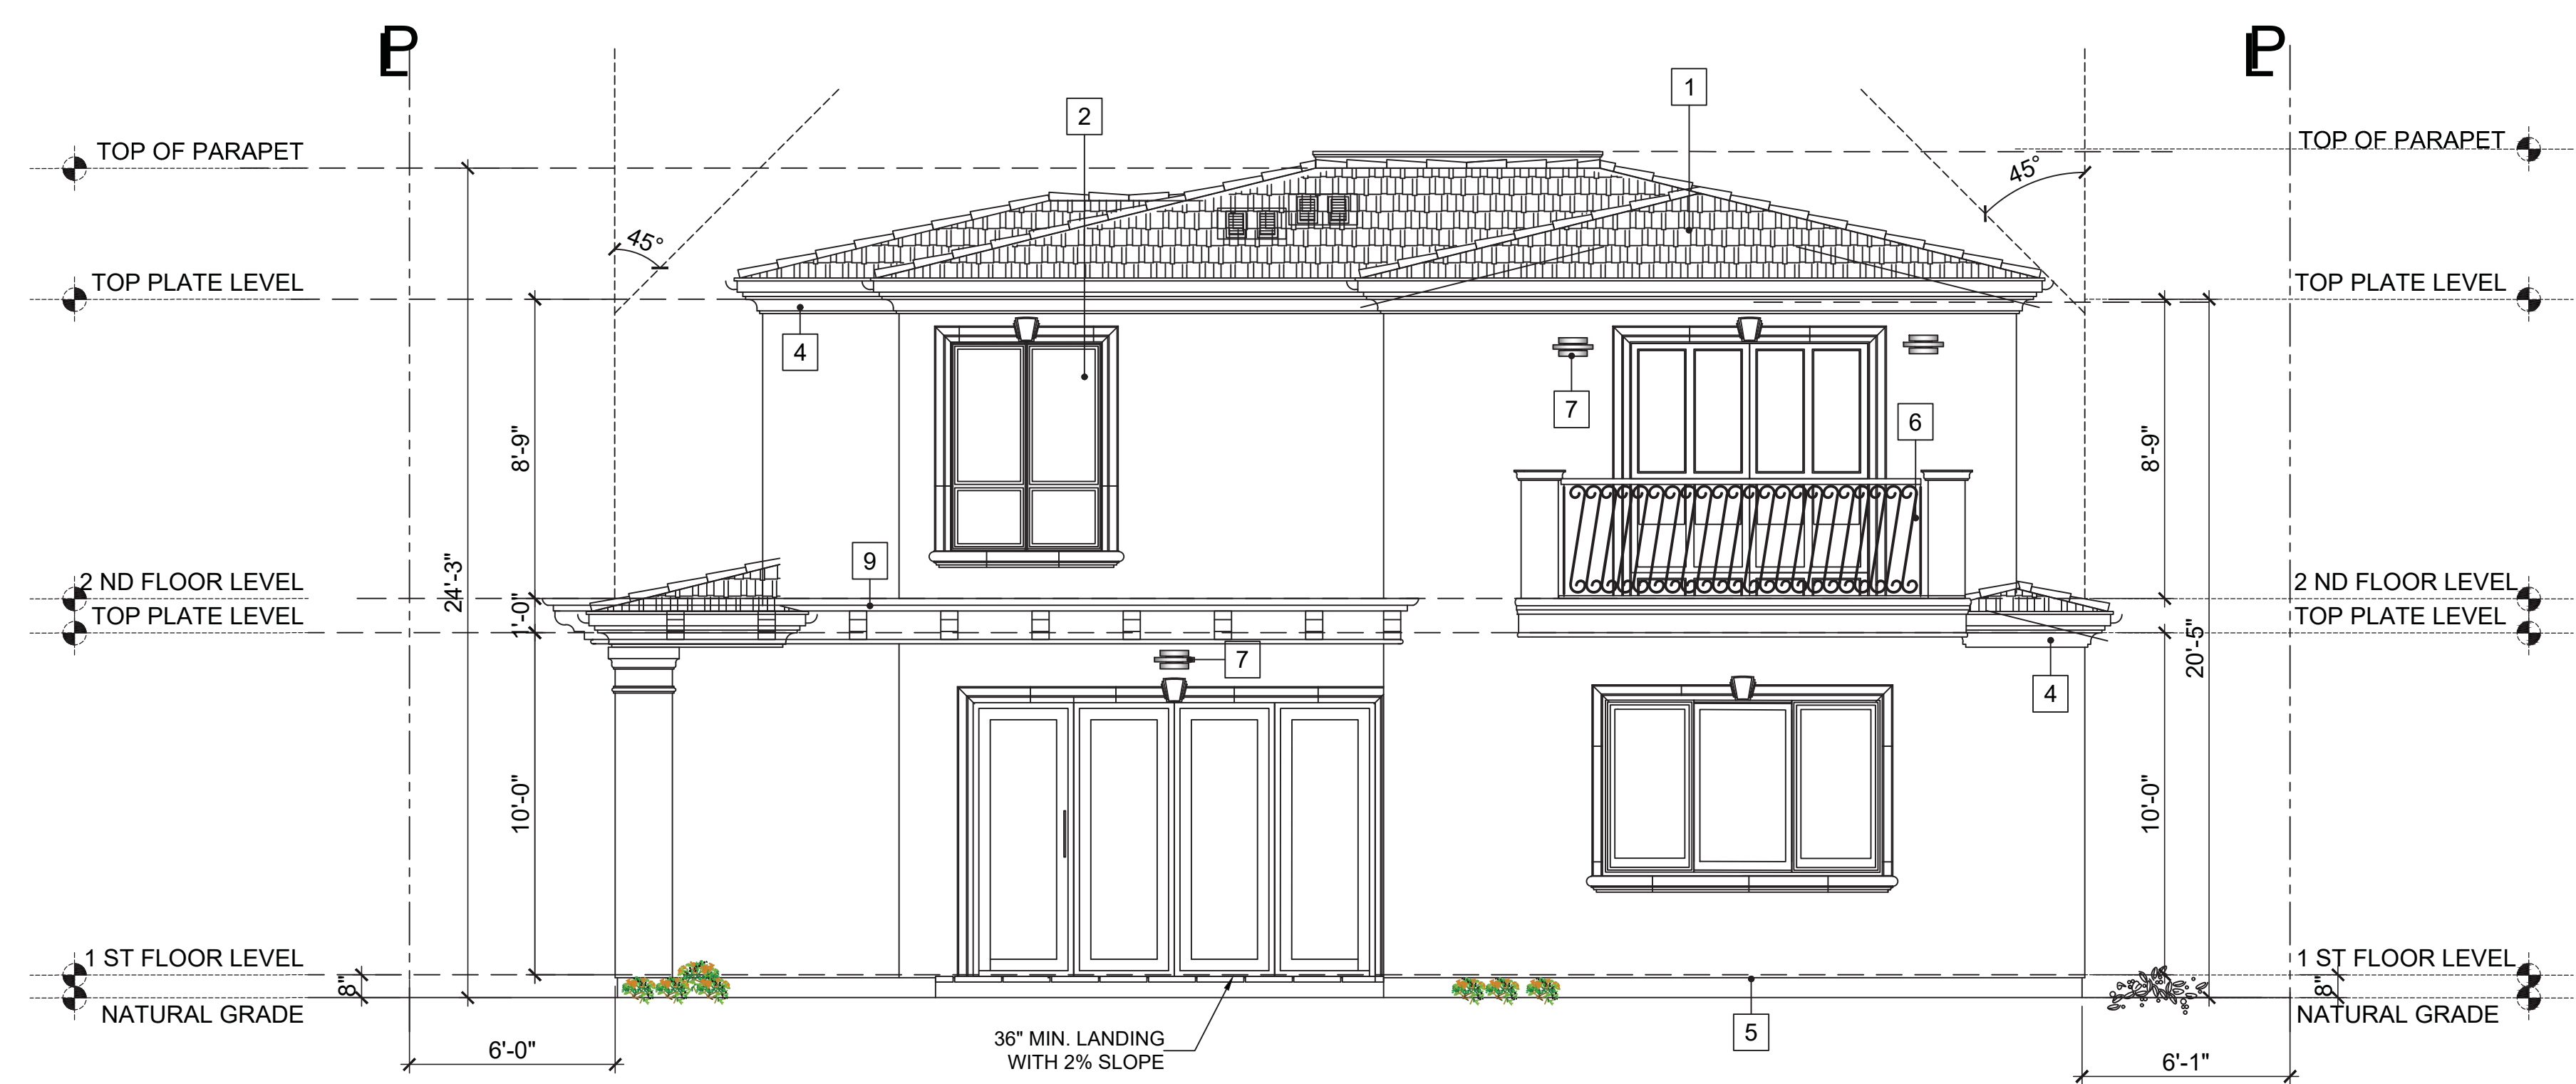 PL
PL
1
2
TOP OF PARAPET
TOP OF PARAPET
45°
45°
TOP PLATE LEVEL
TOP PLATE LEVEL
4
7
6
8'-9"
8'-9"
9
2 ND FLOOR LEVEL
2 ND FLOOR LEVEL
24'-3"
1'-0"
TOP PLATE LEVEL
TOP PLATE LEVEL
20'-5"
7
4
10'-0"
10'-0"
1 ST FLOOR LEVEL
1 ST FLOOR LEVEL
8"
8"
NATURAL GRADE
NATURAL GRADE
36" MIN. LANDING
WITH 2% SLOPE
5
6'-0"
6'-1"